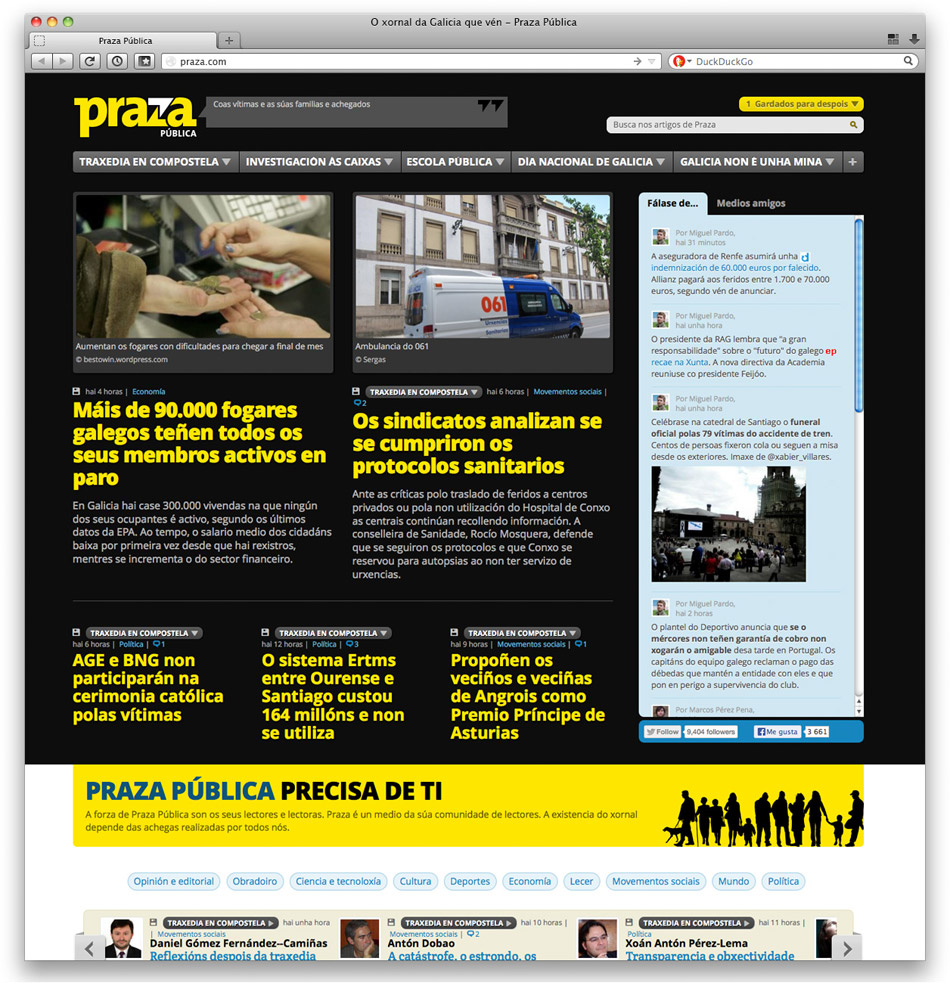 O xornal da Galicia que vén – Praza Pública
Praza Pública
praza.com
DuckDuckGo
praza
PÚBLICA
Coas vítimas e as súas familias e achegados
1 Gardados para despois
Busca nos artigos de Praza
TRAXEDIA EN COMPOSTELA
INVESTIGACIÓN ÁS CAIXAS
ESCOLA PÚBLICA
DÍA NACIONAL DE GALICIA
GALICIA NON É UNHA MINA
+
Aumentan os fogares con dificultades para chegar a final de mes
© bestowin.wordpress.com
hai 4 horas | Economía
Máis de 90.000 fogares
galegos teñen todos os
seus membros activos en
paro
En Galicia hai case 300.000 vivendas na que ningún
dos seus ocupantes é activo, segundo os últimos
datos da EPA. Ao tempo, o salario medio dos cidadáns
baixa por primeira vez desde que hai rexistros,
mentres se incrementa o do sector financeiro.
061
Urxencias
Sanitarias
Ambulancia do 061
© Sergas
TRAXEDIA EN COMPOSTELA hai 6 horas | Movementos sociais |
2
Os sindicatos analizan se
se cumpriron os
protocolos sanitarios
Ante as críticas polo traslado de feridos a centros
privados ou pola non utilización do Hospital de Conxo
as centrais continúan recollendo información. A
conselleira de Sanidade, Rocío Mosquera, defende
que se seguiron os protocolos e que Conxo se
reservou para autopsias ao non ter servizo de
urxencias.
TRAXEDIA EN COMPOSTELA
hai 6 horas | Política | 1
AGE e BNG non
participarán na
cerimonia católica
polas vítimas
TRAXEDIA EN COMPOSTELA
hai 12 horas | Política | 3
O sistema Ertms
entre Ourense e
Santiago custou
164 millóns e non
se utiliza
TRAXEDIA EN COMPOSTELA
hai 9 horas | Movementos sociais | 1
Propoñen os
veciños e veciñas
de Angrois como
Premio Príncipe de
Asturias
Fálase de...
Medios amigos
Por Miguel Pardo,
hai 31 minutos
A aseguradora de Renfe asumirá unha d
indemnización de 60.000 euros por falecido.
Allianz pagará aos feridos entre 1.700 e 70.000
euros, segundo vén de anunciar.
Por Miguel Pardo,
hai unha hora
O presidente da RAG lembra que "a gran
responsabilidade" sobre o "futuro" do galego ep
recae na Xunta. A nova directiva da Academia
reuniuse co presidente Feijóo.
Por Miguel Pardo,
hai unha hora
Celébrase na catedral de Santiago o funeral
oficial polas 79 vítimas do accidente de tren.
Centos de persoas fixeron cola ou seguen a misa
desde os exteriores. Imaxe de @xabier_villares.
Por Miguel Pardo,
hai 2 horas
O plantel do Deportivo anuncia que se o
mércores non teñen garantía de cobro non
xogarán o amigable desa tarde en Portugal. Os
capitáns do equipo galego reclaman o pago das
débedas que mantén a entidade con eles e que
pon en perigo a supervivencia do club.
Por Marcos Pérez Pena,
Follow 9,404 followers
Me gusta 3 661
PRAZA PÚBLICA PRECISA DE TI
A forza de Praza Pública son os seus lectores e lectoras. Praza é un medio da súa comunidade de lectores. A existencia do xornal
depende das achegas realizadas por todos nós.
Opinión e editorial
Obradoiro
Ciencia e tecnoloxía
Cultura
Deportes
Economía
Lecer
Movementos sociais
Mundo
Política
TRAXEDIA EN COMPOSTELA hai unha hora
| Movementos sociais
Daniel Gómez Fernández--Camiñas
Reflexións despois da traxedia
TRAXEDIA EN COMPOSTELA hai 10 horas |
Movementos sociais | 2
Antón Dobao
A catástrofe, o estrondo, os
TRAXEDIA EN COMPOSTELA hai 11 horas |
Política
Xoán Antón Pérez-Lema
Transparencia e obxectividade